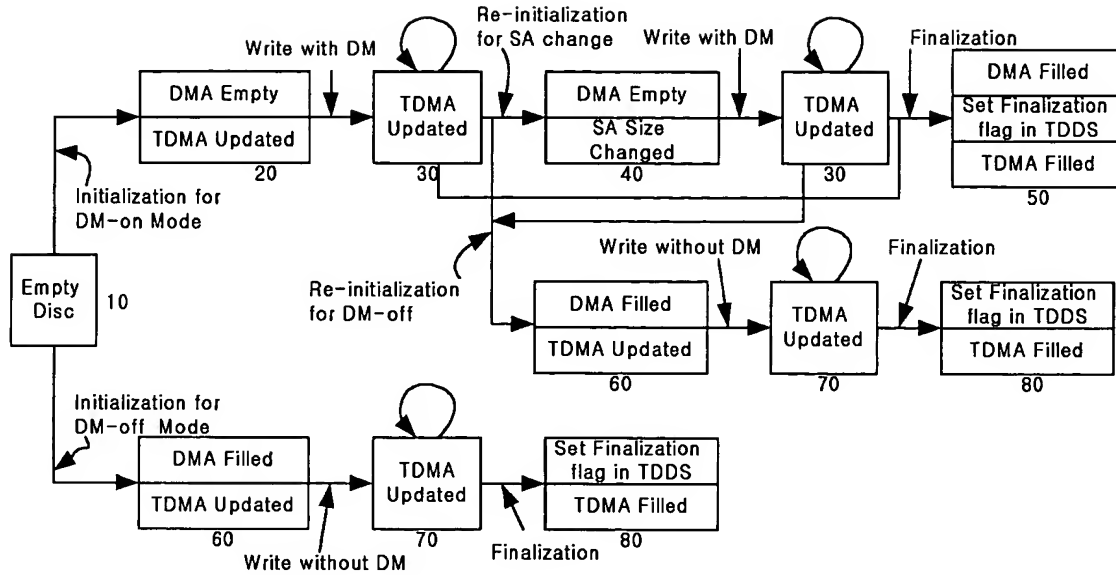 Re-initialization
for SA change
Write with DM
Write with DM
Finalization
DMA Empty
TDMA Updated
20
TDMA
Updated
30
DMA Empty
SA Size
Changed
40
TDMA
Updated
30
DMA Filled
Set Finalization
flag in TDDS
TDMA Filled
50
Initialization for
DM-on Mode
Empty
Disc
10
Re-initialization
for DM-off
Write without DM
Finalization
DMA Filled
TDMA Updated
60
TDMA
Updated
70
Set Finalization
flag in TDDS
TDMA Filled
80
Initialization for
DM-off Mode
DMA Filled
TDMA Updated
60
TDMA
Updated
70
Set Finalization
flag in TDDS
TDMA Filled
80
Write without DM
Finalization